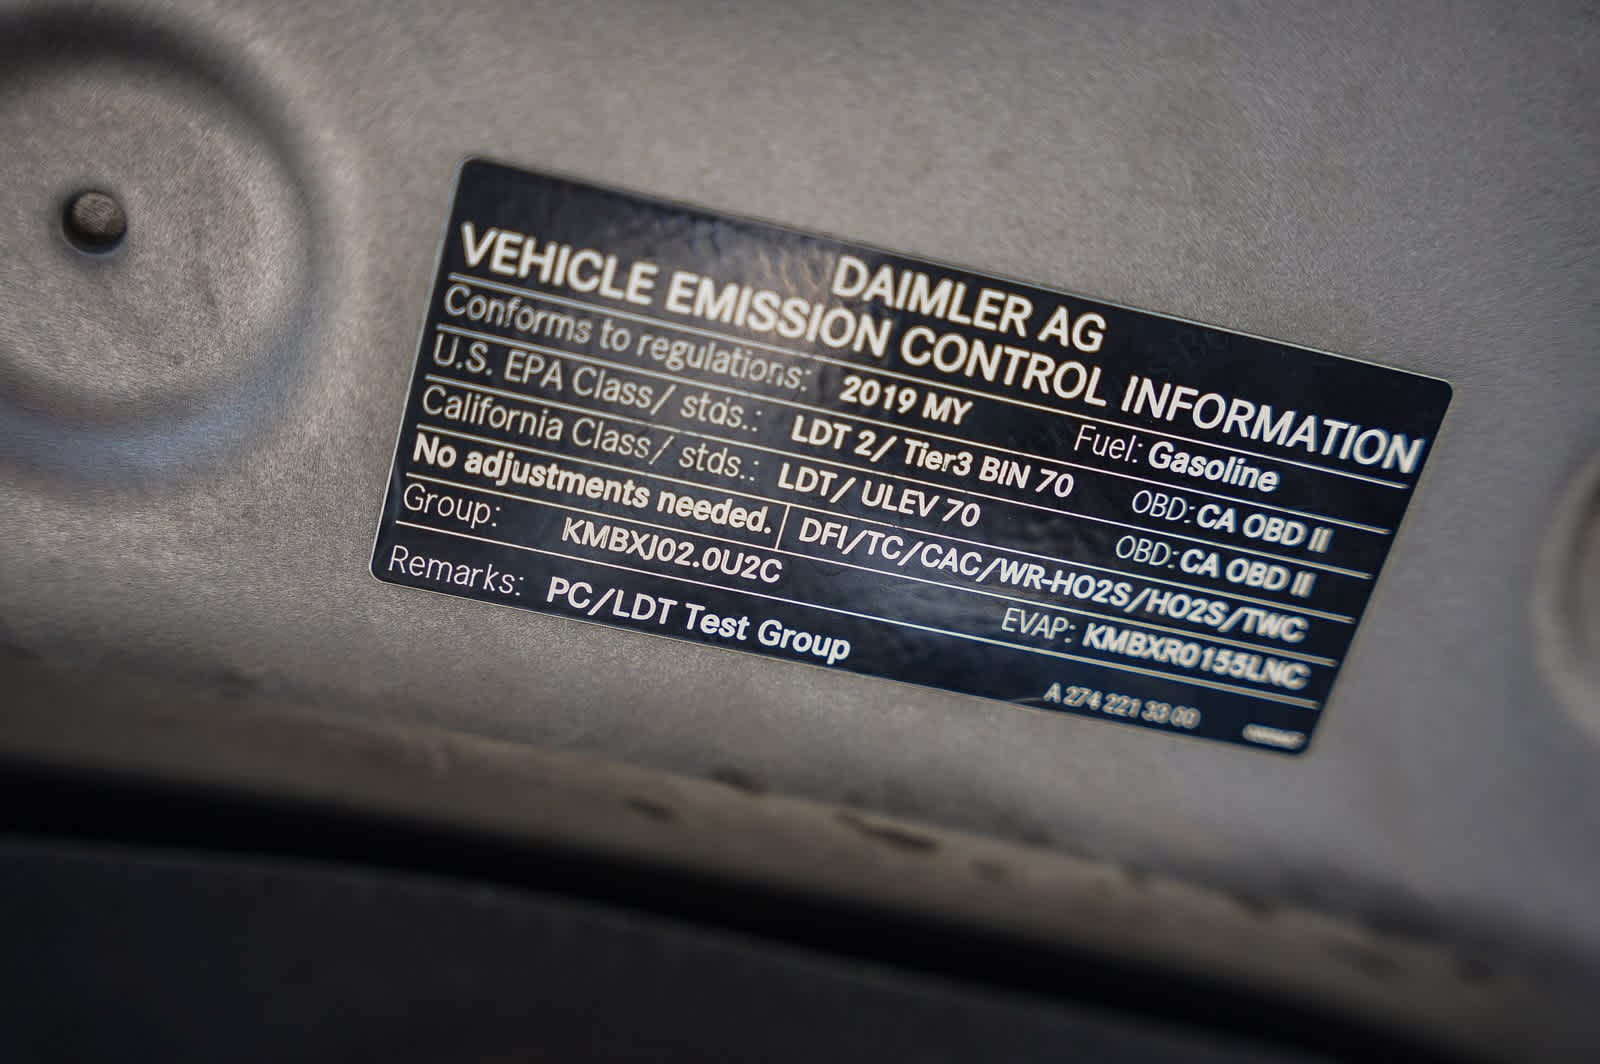 DAIMLER AG
VEHICLE EMISSION CONTROL INFORMATION
Conforms to regulations: 2019 MY Fuel: Gasoline
U.S. EPA Class/ stds.: LDT 2/ Tier3 BIN 70 OBD: CA OBD II
California Class/ stds.: LDT/ ULEV 70 OBD: CA OBD II
No adjustments needed. DFI/TC/CAC/WR-HO2S/HO2S/TWC
Group: KMBXJ02.0U2C EVAP: KMBXR0155LNC
Remarks: PC/LDT Test Group
A 274 221 33 00